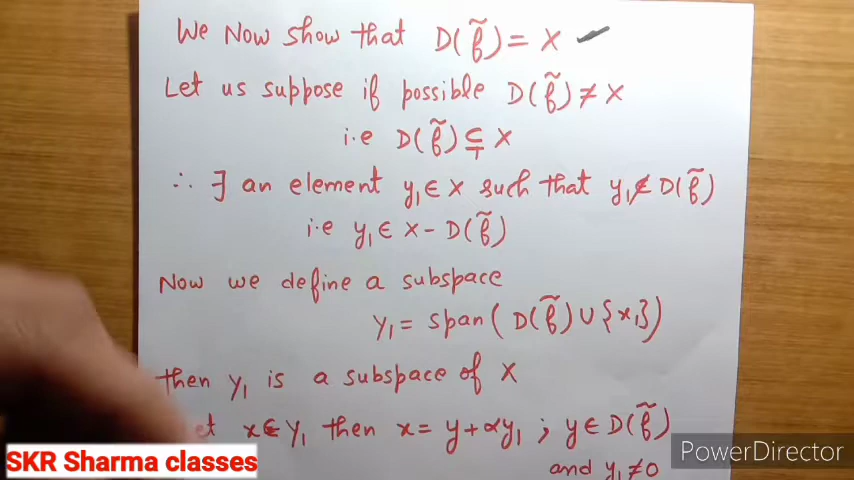 We Now show that D(f̃) = X
Let us suppose if possible D(f̃) ≠ X
i.e D(f̃) ⊊ X
∴ ∃ an element y₁ ∈ X such that y₁ ∉ D(f̃)
i.e y₁ ∈ X - D(f̃)
Now we define a subspace
Y₁ = span( D(f̃) ∪ {x₁})
then Y₁ is a subspace of X
x ∈ Y₁ then x = y + αy₁ ; y ∈ D(f̃)
and y₁ ≠ 0
SKR Sharma classes
PowerDirector